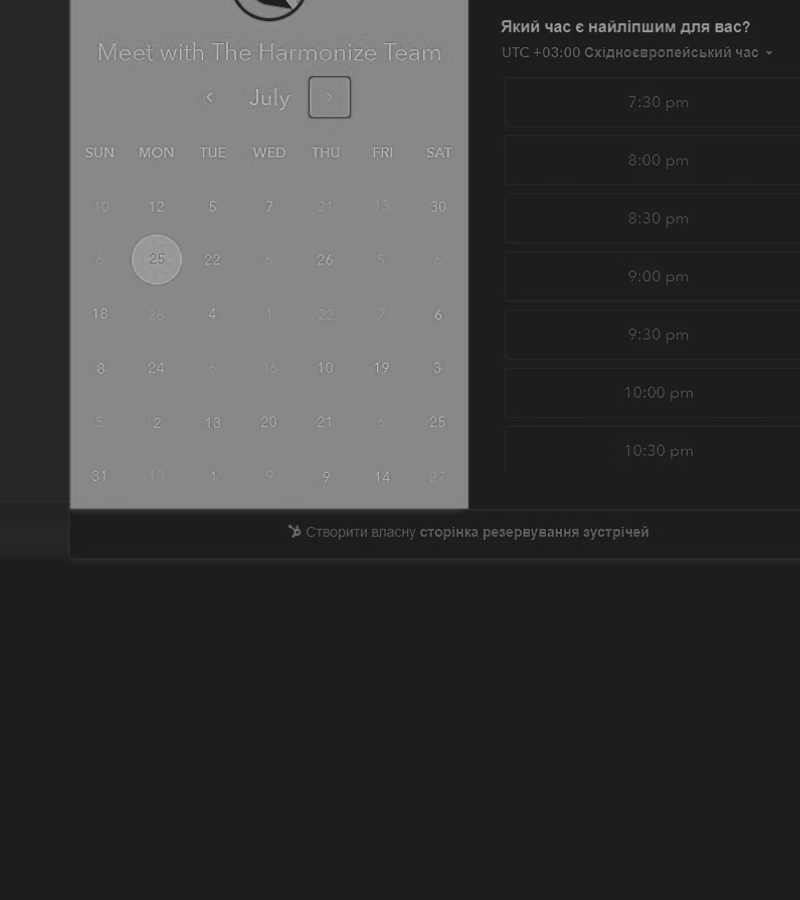 Meet with The Harmonize Team
July
SUN MON TUE WED THU FRI SAT
10 12 5 7 21 13 30
6 25 22 6 26 5 6
18 28 4 1 22 7 6
8 24 6 16 10 19 3
5 2 13 20 21 6 25
31 13 1 9 9 14 27
Який час є найліпшим для вас?
UTC +03:00 Східноєвропейський час
7:30 pm
8:00 pm
8:30 pm
9:00 pm
9:30 pm
10:00 pm
10:30 pm
Створити власну сторінка резервування зустрічей